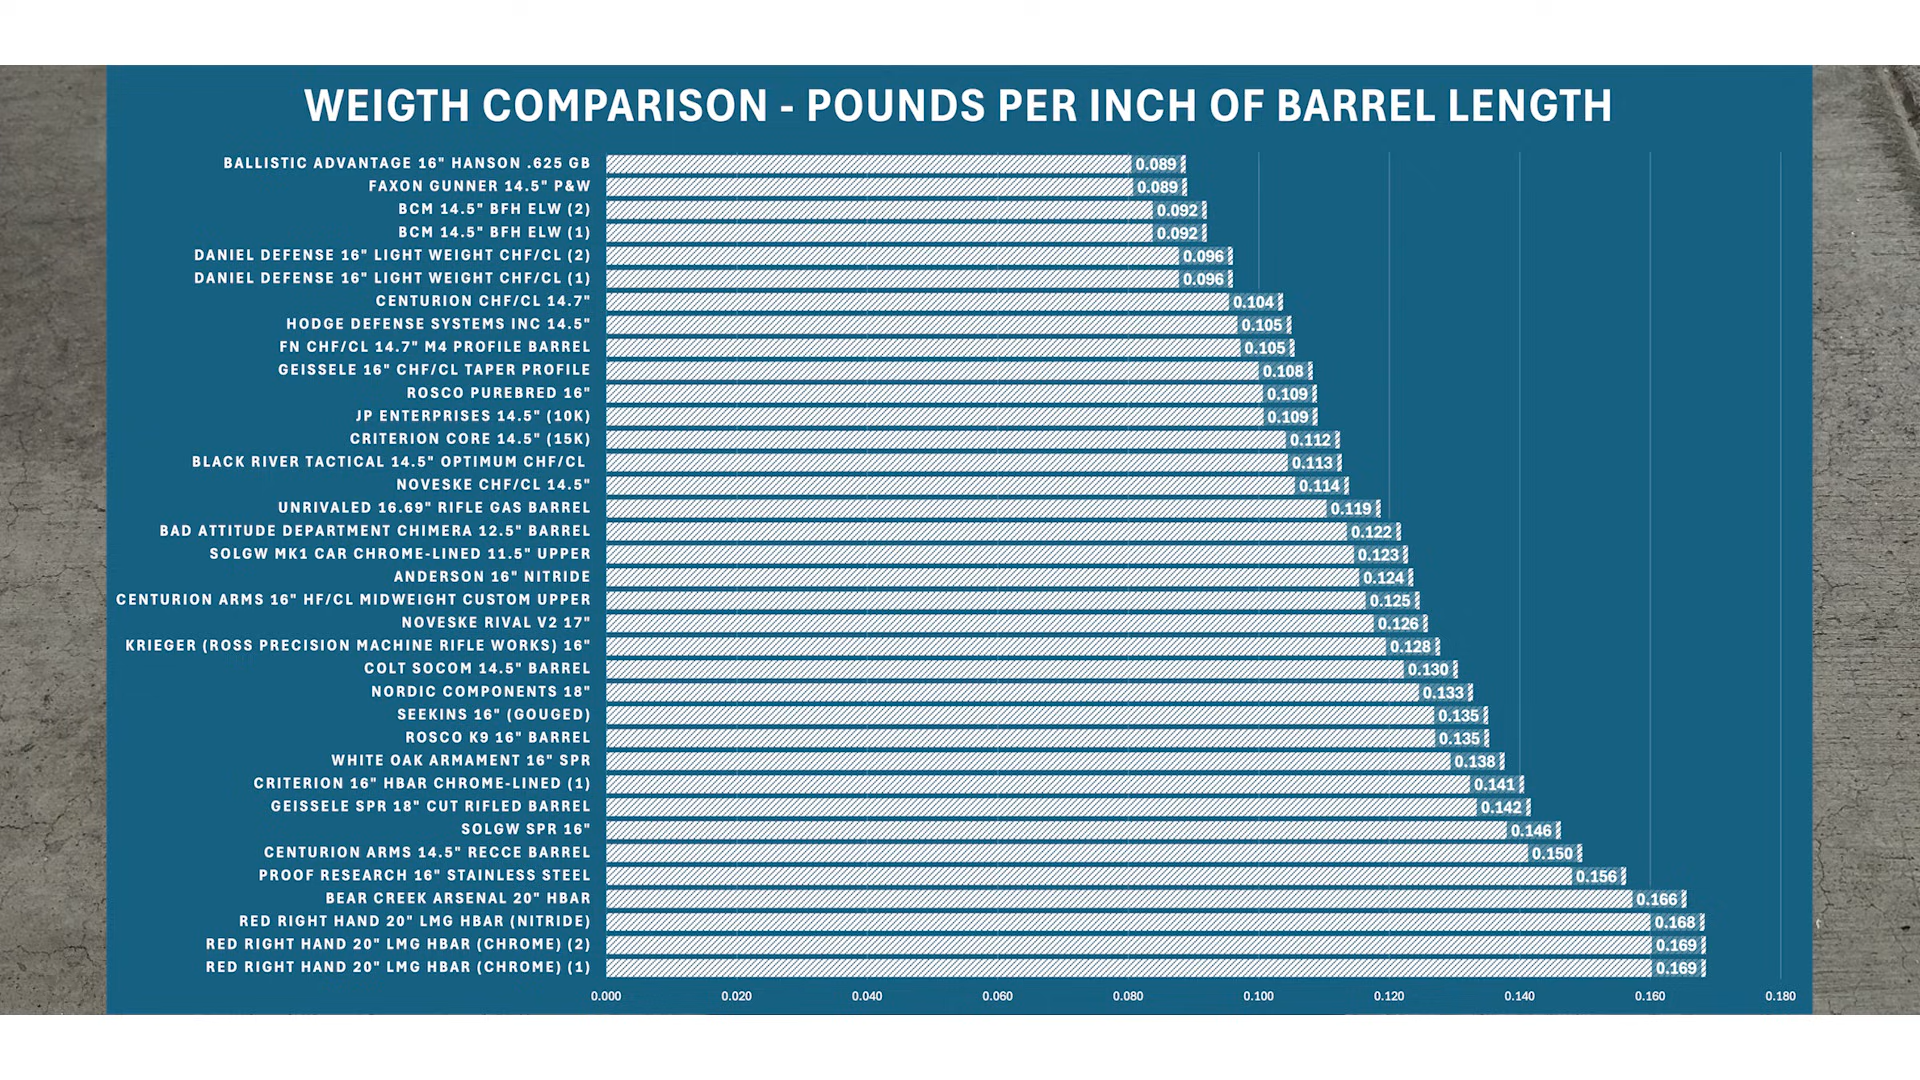 WEIGTH COMPARISON - POUNDS PER INCH OF BARREL LENGTH
BALLISTIC ADVANTAGE 16" HANSON .625 GB 0.089
FAXON GUNNER 14.5" P&W 0.089
BCM 14.5" BFH ELW (2) 0.092
BCM 14.5" BFH ELW (1) 0.092
DANIEL DEFENSE 16" LIGHT WEIGHT CHF/CL (2) 0.096
DANIEL DEFENSE 16" LIGHT WEIGHT CHF/CL (1) 0.096
CENTURION CHF/CL 14.7" 0.104
HODGE DEFENSE SYSTEMS INC 14.5" 0.105
FN CHF/CL 14.7" M4 PROFILE BARREL 0.105
GEISSELE 16" CHF/CL TAPER PROFILE 0.108
ROSCO PUREBRED 16" 0.109
JP ENTERPRISES 14.5" (10K) 0.109
CRITERION CORE 14.5" (15K) 0.112
BLACK RIVER TACTICAL 14.5" OPTIMUM CHF/CL 0.113
NOVESKE CHF/CL 14.5" 0.114
UNRIVALED 16.69" RIFLE GAS BARREL 0.119
BAD ATTITUDE DEPARTMENT CHIMERA 12.5" BARREL 0.122
SOLGW MK1 CAR CHROME-LINED 11.5" UPPER 0.123
ANDERSON 16" NITRIDE 0.124
CENTURION ARMS 16" HF/CL MIDWEIGHT CUSTOM UPPER 0.125
NOVESKE RIVAL V2 17" 0.126
KRIEGER (ROSS PRECISION MACHINE RIFLE WORKS) 16" 0.128
COLT SOCOM 14.5" BARREL 0.130
NORDIC COMPONENTS 18" 0.133
SEEKINS 16" (GOUGED) 0.135
ROSCO K9 16" BARREL 0.135
WHITE OAK ARMAMENT 16" SPR 0.138
CRITERION 16" HBAR CHROME-LINED (1) 0.141
GEISSELE SPR 18" CUT RIFLED BARREL 0.142
SOLGW SPR 16" 0.146
CENTURION ARMS 14.5" RECCE BARREL 0.150
PROOF RESEARCH 16" STAINLESS STEEL 0.156
BEAR CREEK ARSENAL 20" HBAR 0.166
RED RIGHT HAND 20" LMG HBAR (NITRIDE) 0.168
RED RIGHT HAND 20" LMG HBAR (CHROME) (2) 0.169
RED RIGHT HAND 20" LMG HBAR (CHROME) (1) 0.169
0.000 0.020 0.040 0.060 0.080 0.100 0.120 0.140 0.160 0.180